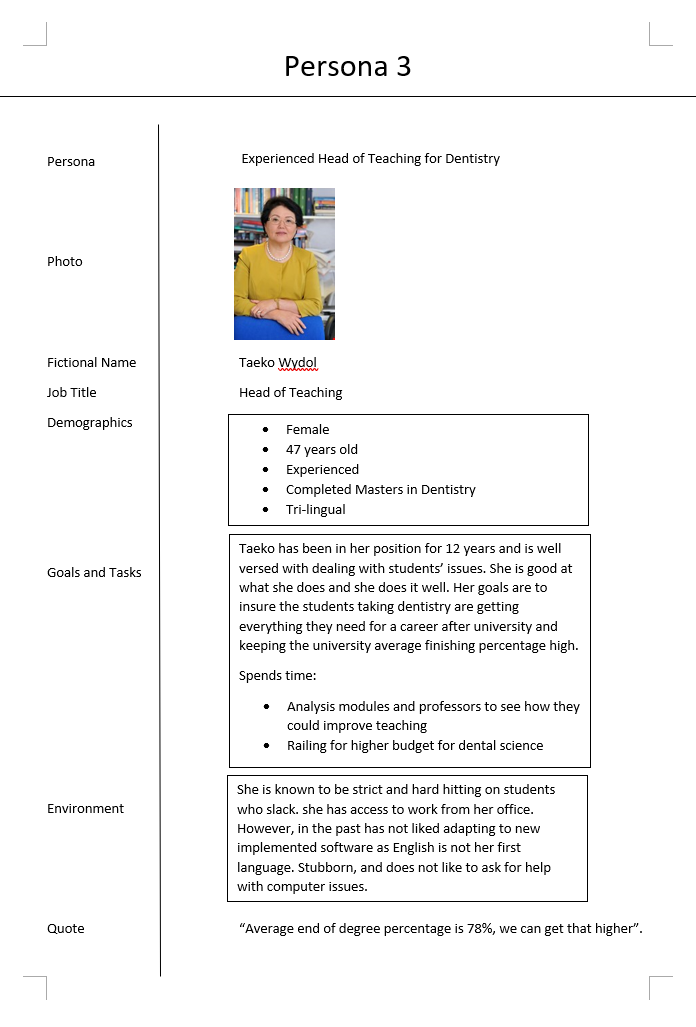 Persona 3
Persona
Experienced Head of Teaching for Dentistry
Photo
Fictional Name
Taeko Wydol
Job Title
Head of Teaching
Demographics
• Female
• 47 years old
• Experienced
• Completed Masters in Dentistry
• Tri-lingual
Goals and Tasks
Taeko has been in her position for 12 years and is well
versed with dealing with students’ issues. She is good at
what she does and she does it well. Her goals are to
insure the students taking dentistry are getting
everything they need for a career after university and
keeping the university average finishing percentage high.
Spends time:
• Analysis modules and professors to see how they
could improve teaching
• Railing for higher budget for dental science
Environment
She is known to be strict and hard hitting on students
who slack. she has access to work from her office.
However, in the past has not liked adapting to new
implemented software as English is not her first
language. Stubborn, and does not like to ask for help
with computer issues.
Quote
“Average end of degree percentage is 78%, we can get that higher”.